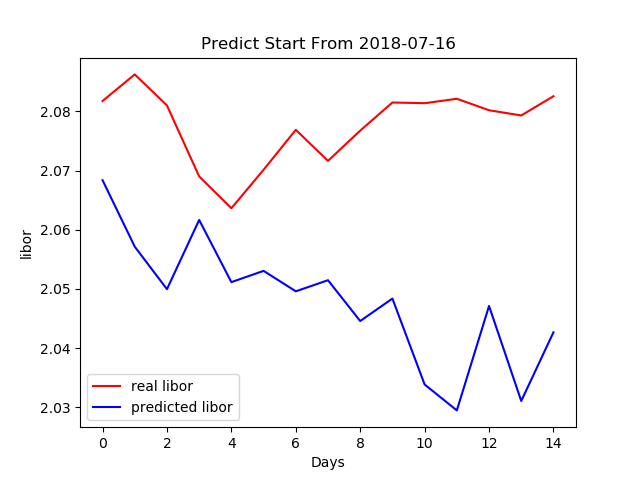 Predict Start From 2018-07-16
libor
2.08
2.07
2.06
2.05
2.04
2.03
real libor
predicted libor
0 2 4 6 8 10 12 14
Days